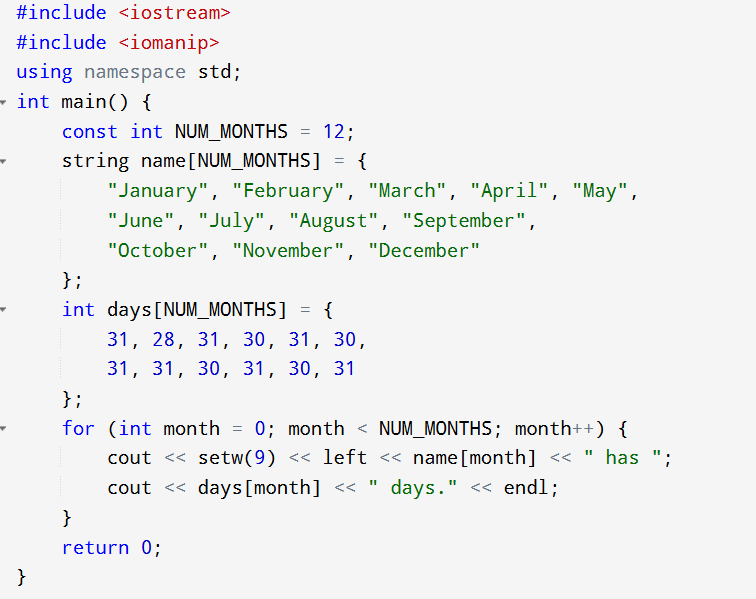 #include <iostream>
#include <iomanip>
using namespace std;
int main() {
    const int NUM_MONTHS = 12;
    string name[NUM_MONTHS] = {
        "January", "February", "March", "April", "May",
        "June", "July", "August", "September",
        "October", "November", "December"
    };
    int days[NUM_MONTHS] = {
        31, 28, 31, 30, 31, 30,
        31, 31, 30, 31, 30, 31
    };
    for (int month = 0; month < NUM_MONTHS; month++) {
        cout << setw(9) << left << name[month] << " has ";
        cout << days[month] << " days." << endl;
    }
    return 0;
}